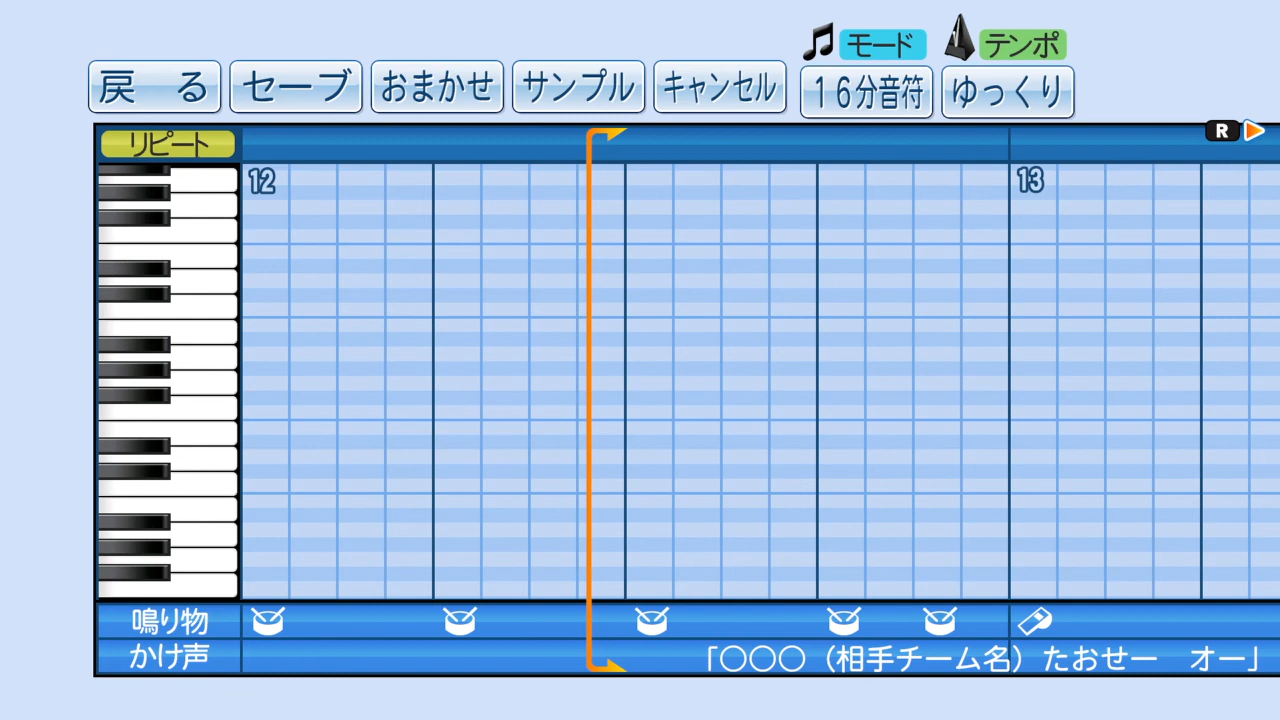 モード テンポ
戻 る セーブ おまかせ サンプル キャンセル 16分音符 ゆっくり
リピート R
12 13
鳴り物
かけ声 「○○○（相手チーム名）たおせー オー」